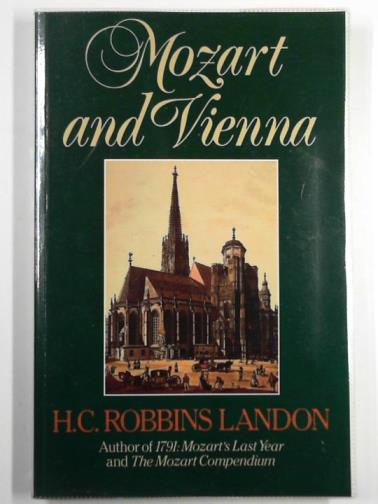 Mozart
and Vienna
H.C. ROBBINS LANDON
Author of 1791: Mozart's Last Year
and The Mozart Compendium